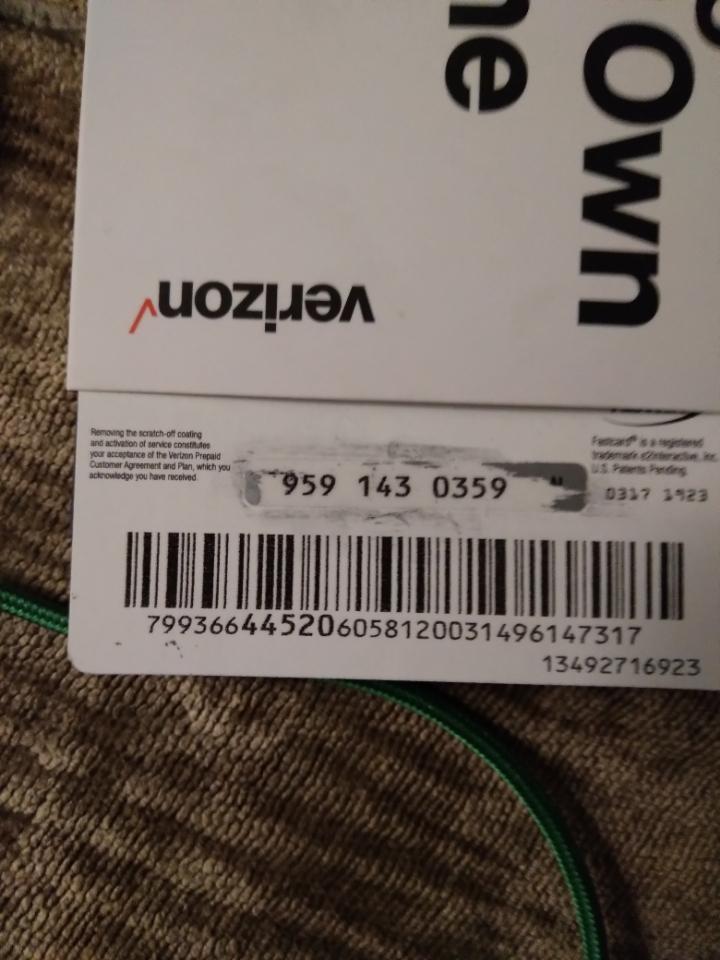 Own
ne
verizon
Removing the scratch-off coating
and activation of service constitutes
your acceptance of the Verizon Prepaid
Customer Agreement and Plan, which you
acknowledge you have received.
959 143 0359
Fastcard® is a registered
trademark e2interactive, Inc.
U.S. Patents Pending
0317 1923
799366445206058120031496147317
13492716923